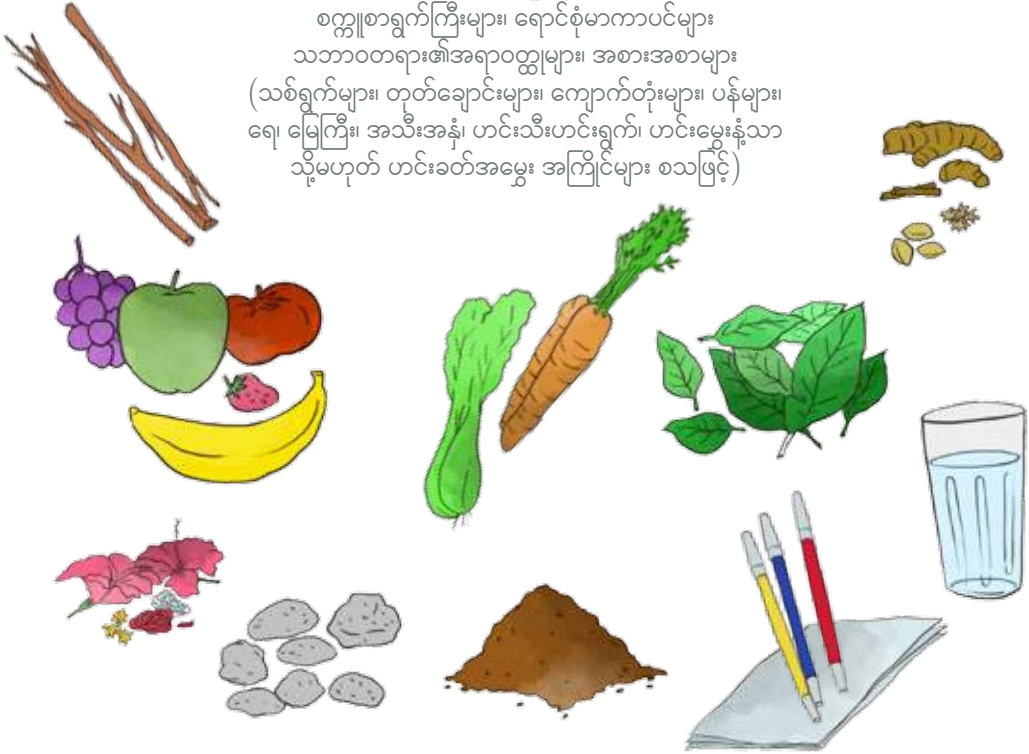 စက္ကူစာရွက်ကြီးများ၊ ရောင်စုံမာကာပင်များ
သဘာဝတရား၏အရာဝတ္ထုများ၊ အစားအစာများ
(သစ်ရွက်များ၊ တုတ်ချောင်းများ၊ ကျောက်တုံးများ၊ ပန်များ၊
ရေ၊ မြေကြီး၊ အသီးအနှံ၊ ဟင်းသီးဟင်းရွက်၊ ဟင်းမွှေးနံ့သာ
သို့မဟုတ် ဟင်းခတ်အမွှေး အကြိုင်များ စသဖြင့်)